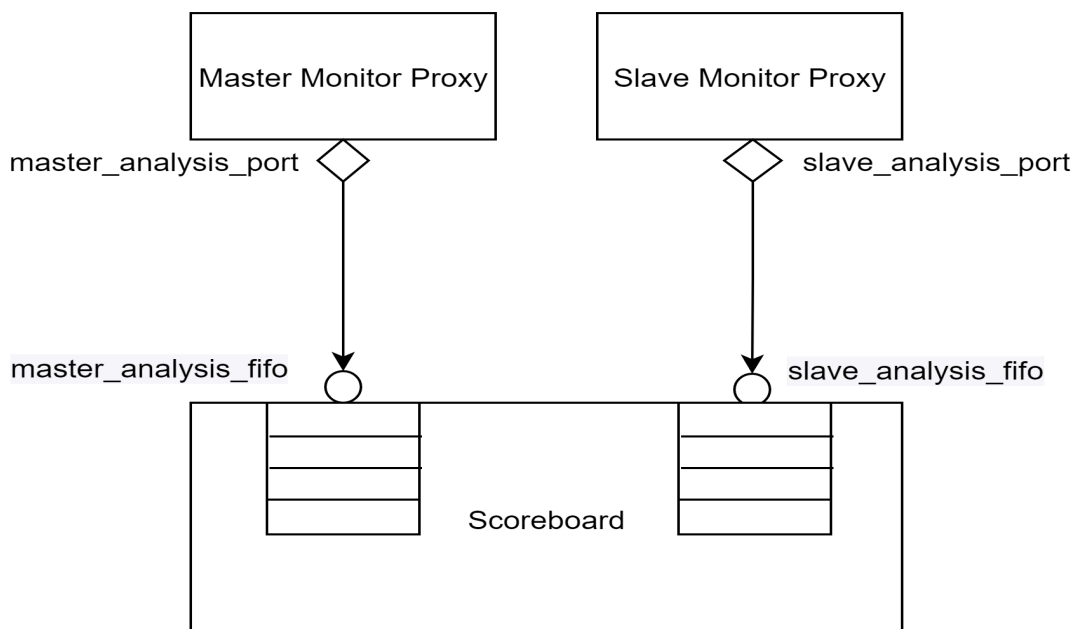 Master Monitor Proxy
Slave Monitor Proxy
master_analysis_port
slave_analysis_port
master_analysis_fifo
slave_analysis_fifo
Scoreboard